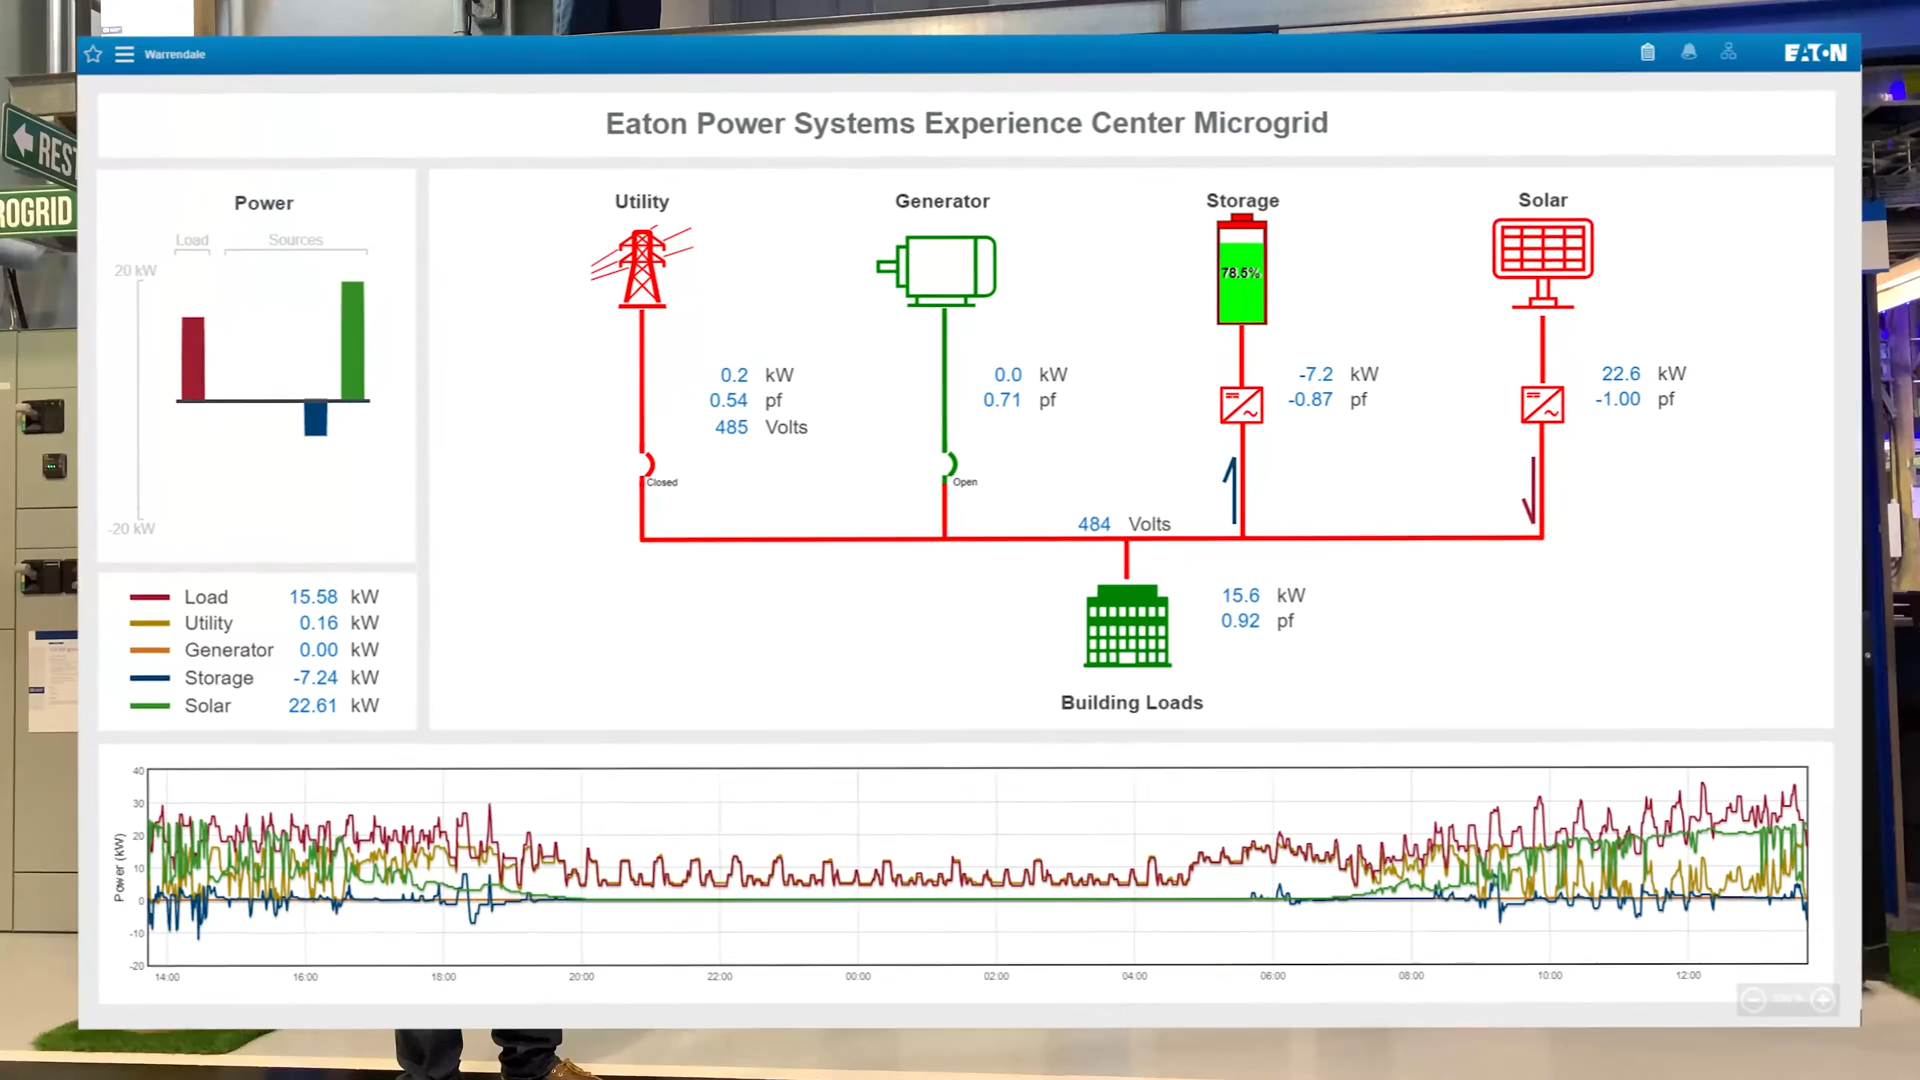 REST
ROGRID
Warrendale
EATON
Eaton Power Systems Experience Center Microgrid
Power
Load Sources
20 kW
-20 kW
Load 15.58 kW
Utility 0.16 kW
Generator 0.00 kW
Storage -7.24 kW
Solar 22.61 kW
Utility
Generator
Storage
Solar
78.5%
0.2 kW
0.54 pf
485 Volts
Closed
0.0 kW
0.71 pf
Open
-7.2 kW
-0.87 pf
22.6 kW
-1.00 pf
484 Volts
15.6 kW
0.92 pf
Building Loads
Power (kW)
40
30
20
10
0
-10
-20
14:00 16:00 18:00 20:00 22:00 00:00 02:00 04:00 06:00 08:00 10:00 12:00